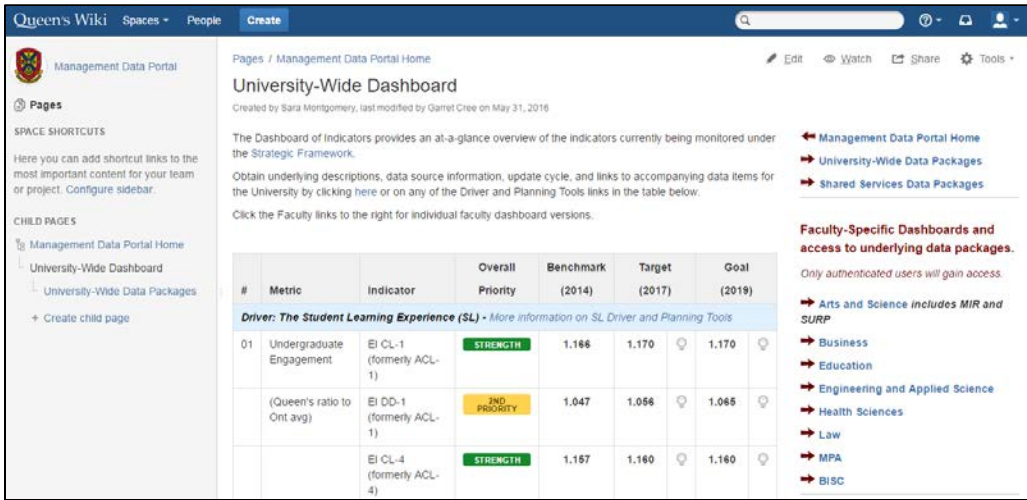 Queen's Wiki Spaces People Create
Management Data Portal
Pages
SPACE SHORTCUTS
Here you can add shortcut links to the
most important content for your team
or project. Configure sidebar.
CHILD PAGES
Management Data Portal Home
University-Wide Dashboard
University-Wide Data Packages
+ Create child page
Pages / Management Data Portal Home
Edit Watch Share Tools
University-Wide Dashboard
Created by Sara Montgomery, last modified by Garret Cree on May 31, 2016
The Dashboard of Indicators provides an at-a-glance overview of the indicators currently being monitored under
the Strategic Framework.
Obtain underlying descriptions, data source information, update cycle, and links to accompanying data items for
the University by clicking here or on any of the Driver and Planning Tools links in the table below.
Click the Faculty links to the right for individual faculty dashboard versions.
Overall Benchmark Target Goal
# Metric Indicator Priority (2014) (2017) (2019)
Driver: The Student Learning Experience (SL) - More information on SL Driver and Planning Tools
01 Undergraduate EI CL-1 STRENGTH 1.166 1.170 1.170
Engagement (formerly ACL-
1)
(Queen's ratio to EI DD-1 2ND PRIORITY 1.047 1.056 1.065
Ont avg) (formerly ACL-
1)
EI CL-4 STRENGTH 1.157 1.160 1.160
(formerly ACL-
4)
Management Data Portal Home
University-Wide Data Packages
Shared Services Data Packages
Faculty-Specific Dashboards and
access to underlying data packages.
Only authenticated users will gain access.
Arts and Science includes MIR and
SURP
Business
Education
Engineering and Applied Science
Health Sciences
Law
MPA
BISC